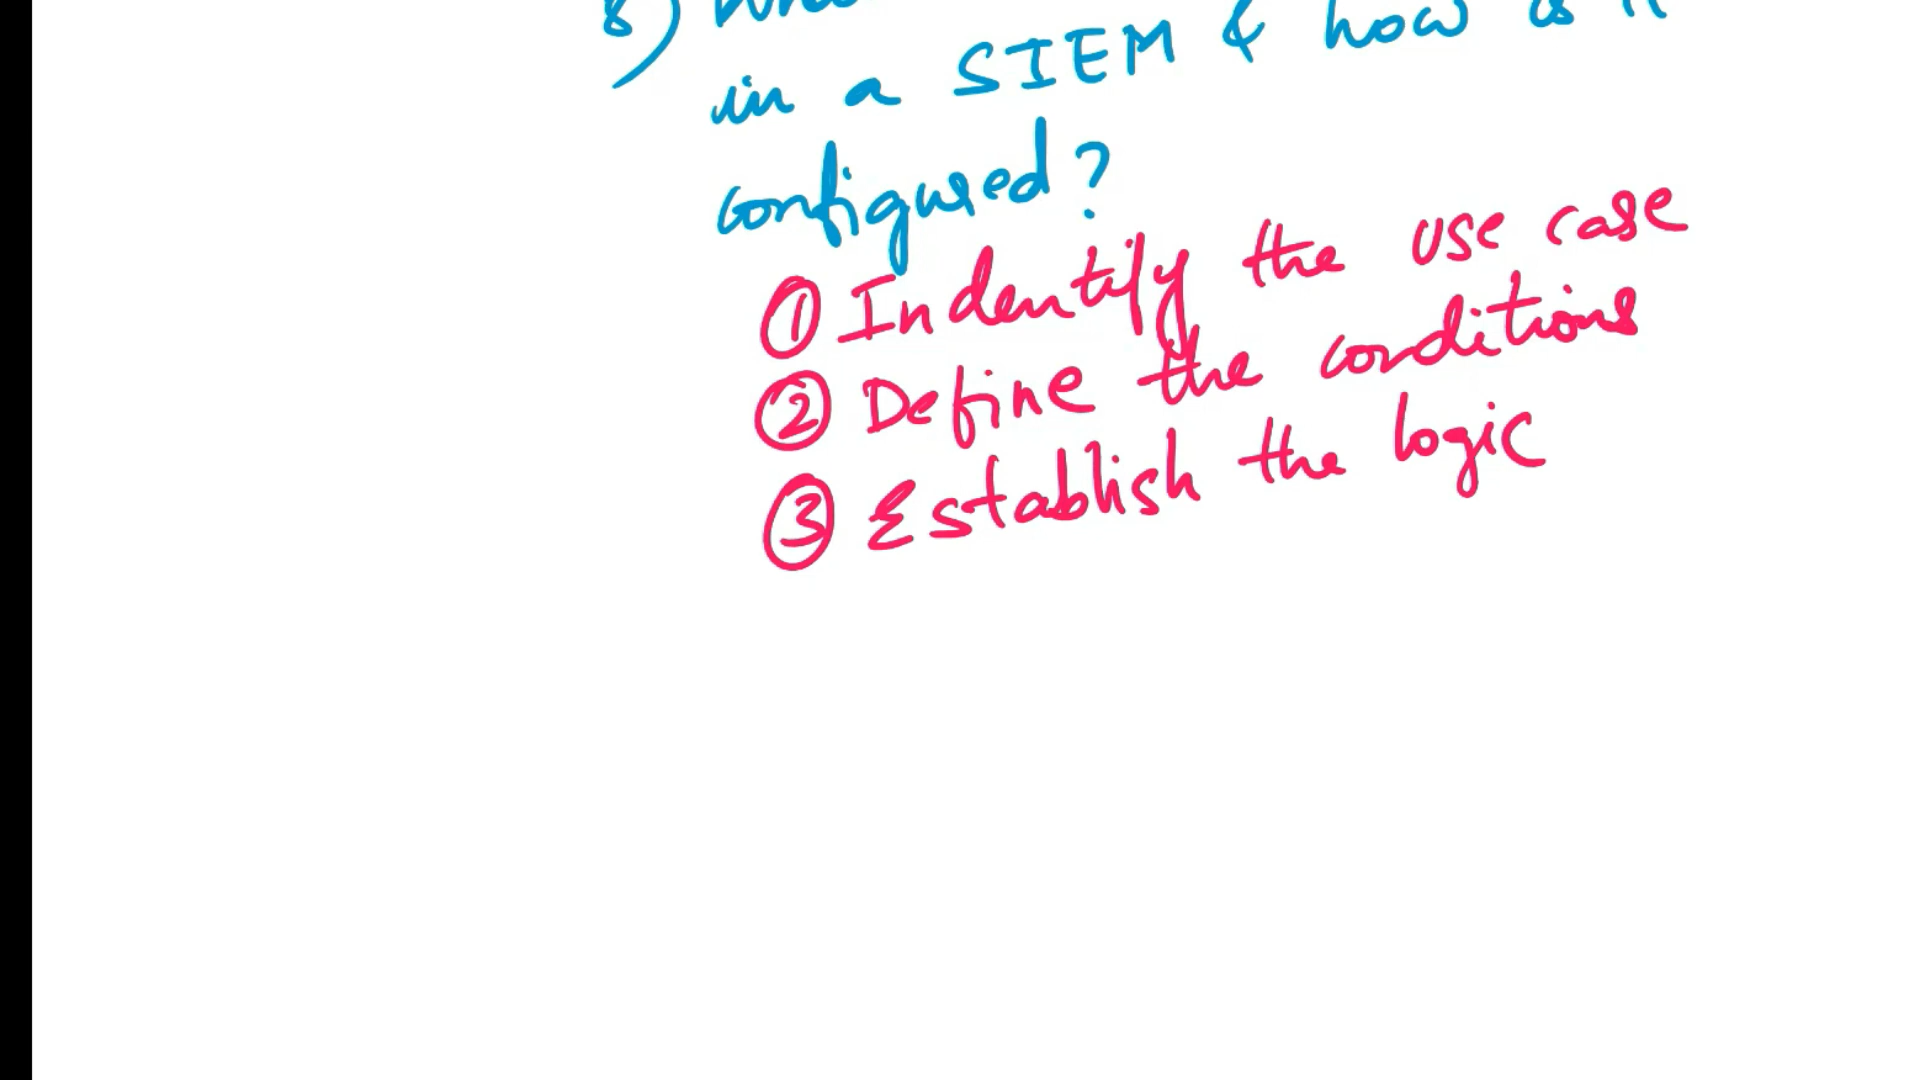 8)
in a SIEM & how is it
configured?
① Indentify the use case
② Define the conditions
③ Establish the logic